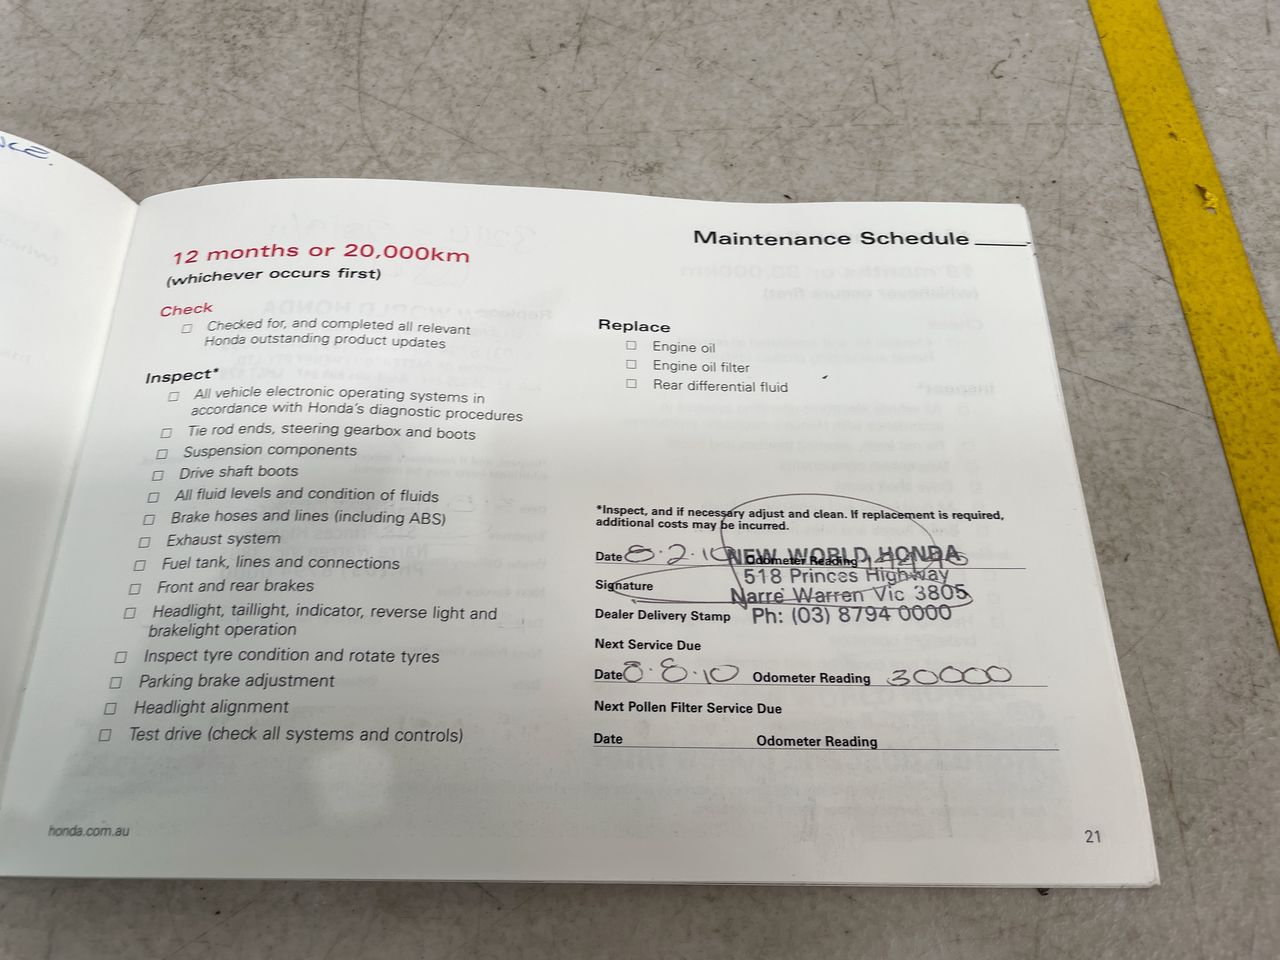 Maintenance Schedule
12 months or 20,000km
(whichever occurs first)
Check
Checked for, and completed all relevant
Honda outstanding product updates
Inspect*
All vehicle electronic operating systems in
accordance with Honda's diagnostic procedures
Tie rod ends, steering gearbox and boots
Suspension components
Drive shaft boots
All fluid levels and condition of fluids
Brake hoses and lines (including ABS)
Exhaust system
Fuel tank, lines and connections
Front and rear brakes
Headlight, taillight, indicator, reverse light and
brakelight operation
Inspect tyre condition and rotate tyres
Parking brake adjustment
Headlight alignment
Test drive (check all systems and controls)
Replace
Engine oil
Engine oil filter
Rear differential fluid
*Inspect, and if necessary adjust and clean. If replacement is required,
additional costs may be incurred.
Date 8.2.10 Odometer Reading
NEW WORLD HONDA
518 Princes Highway
Signature
Narre Warren Vic 3805
Dealer Delivery Stamp Ph: (03) 8794 0000
Next Service Due
Date 8.8.10 Odometer Reading 30000
Next Pollen Filter Service Due
Date Odometer Reading
honda.com.au
21